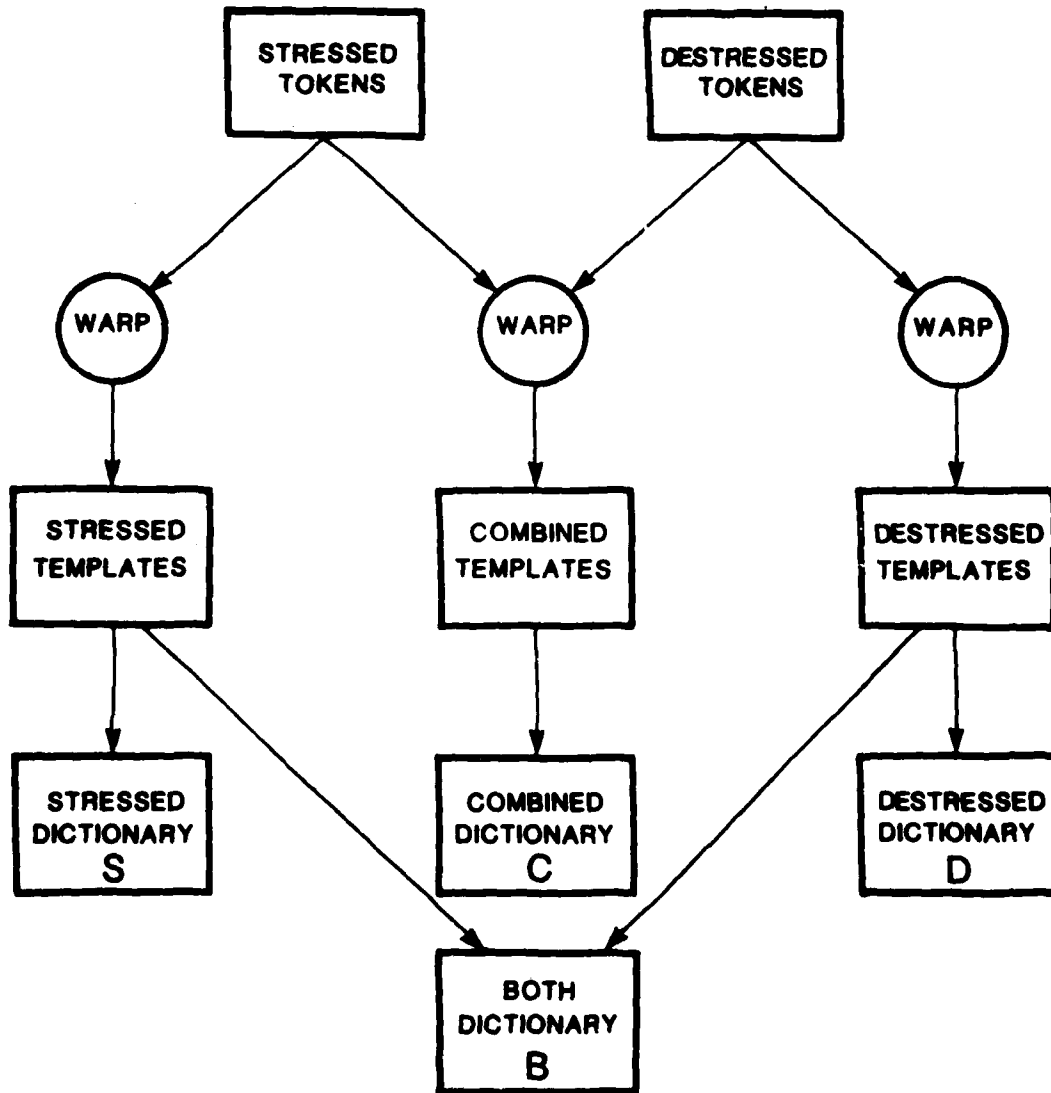 STRESSED
TOKENS
DESTRESSED
TOKENS
WARP
WARP
WARP
STRESSED
TEMPLATES
COMBINED
TEMPLATES
DESTRESSED
TEMPLATES
STRESSED
DICTIONARY
S
COMBINED
DICTIONARY
C
DESTRESSED
DICTIONARY
D
BOTH
DICTIONARY
B